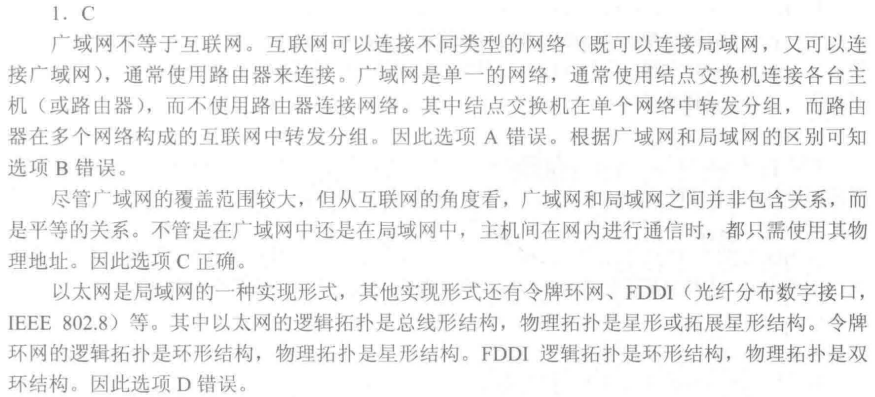 1．C
广域网不等于互联网。互联网可以连接不同类型的网络（既可以连接局域网，又可以连
接广域网），通常使用路由器来连接。广域网是单一的网络，通常使用结点交换机连接各台主
机（或路由器），而不使用路由器连接网络。其中结点交换机在单个网络中转发分组，而路由
器在多个网络构成的互联网中转发分组。因此选项 A 错误。根据广域网和局域网的区别可知
选项 B 错误。
尽管广域网的覆盖范围较大，但从互联网的角度看，广域网和局域网之间并非包含关系，而
是平等的关系。不管是在广域网中还是在局域网中，主机间在网内进行通信时，都只需使用其物
理地址。因此选项 C 正确。
以太网是局域网的一种实现形式，其他实现形式还有令牌环网、FDDI（光纤分布数字接口，
IEEE 802.8）等。其中以太网的逻辑拓扑是总线形结构，物理拓扑是星形或拓展星形结构。令牌
环网的逻辑拓扑是环形结构，物理拓扑是星形结构。FDDI 逻辑拓扑是环形结构，物理拓扑是双
环结构。因此选项 D 错误。